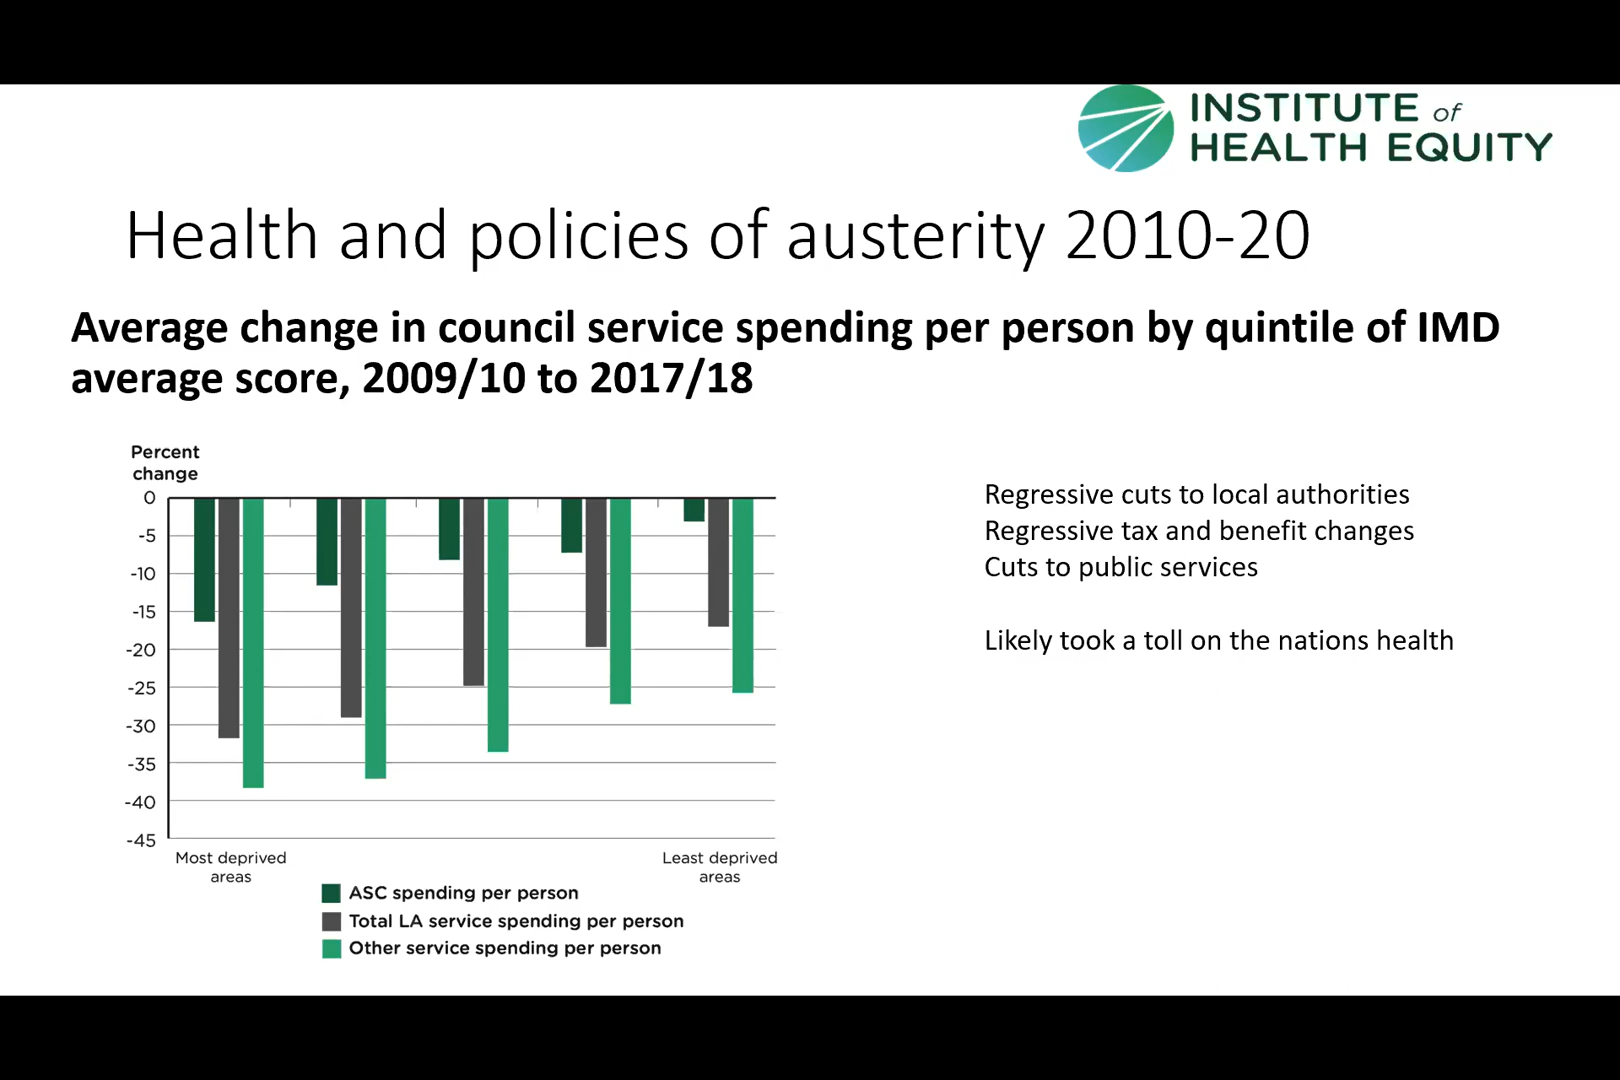 INSTITUTE of
HEALTH EQUITY
Health and policies of austerity 2010-20
Average change in council service spending per person by quintile of IMD
average score, 2009/10 to 2017/18
Percent
change
0
-5
-10
-15
-20
-25
-30
-35
-40
-45
Most deprived
areas
Least deprived
areas
ASC spending per person
Total LA service spending per person
Other service spending per person
Regressive cuts to local authorities
Regressive tax and benefit changes
Cuts to public services
Likely took a toll on the nations health